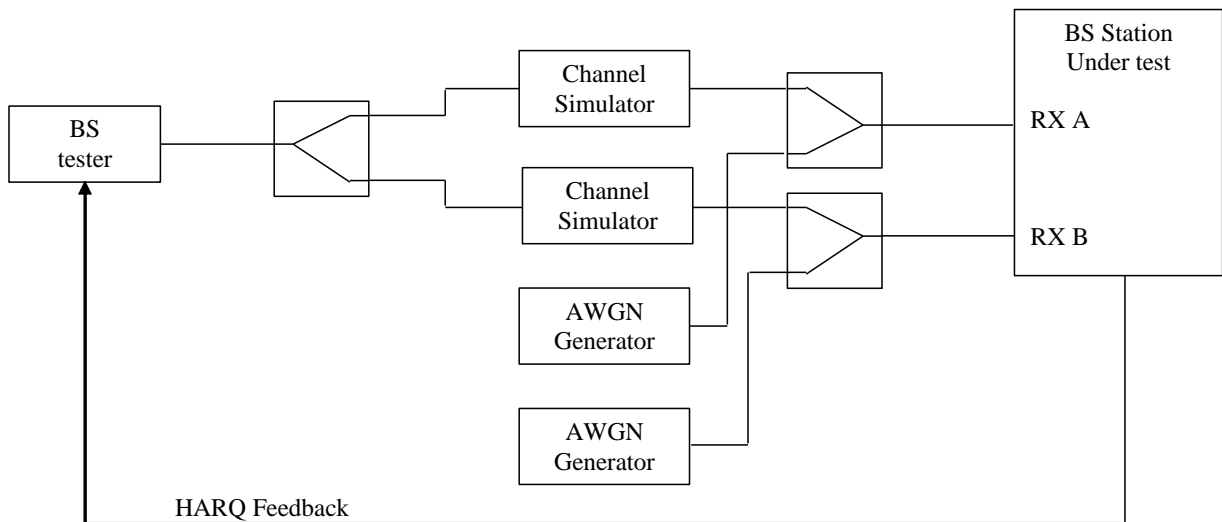 BS Station
Under test
Channel
Simulator
BS
tester
RX A
Channel
Simulator
RX B
AWGN
Generator
AWGN
Generator
HARQ Feedback